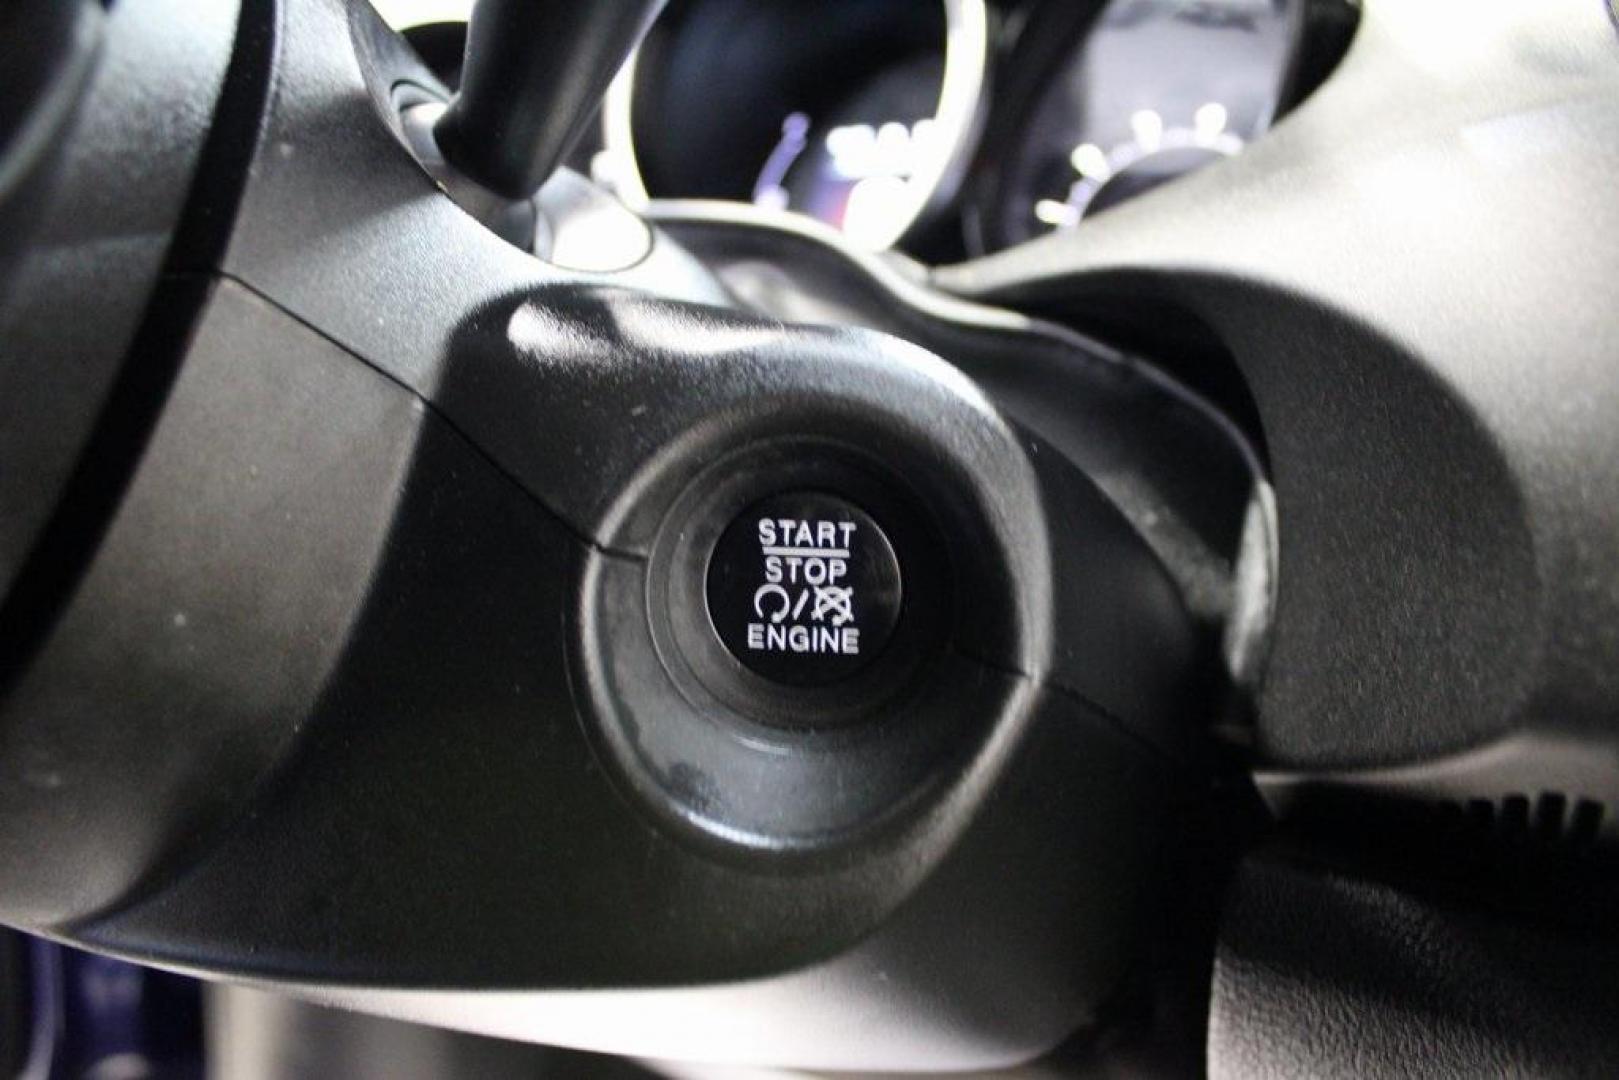 START
STOP
/
ENGINE